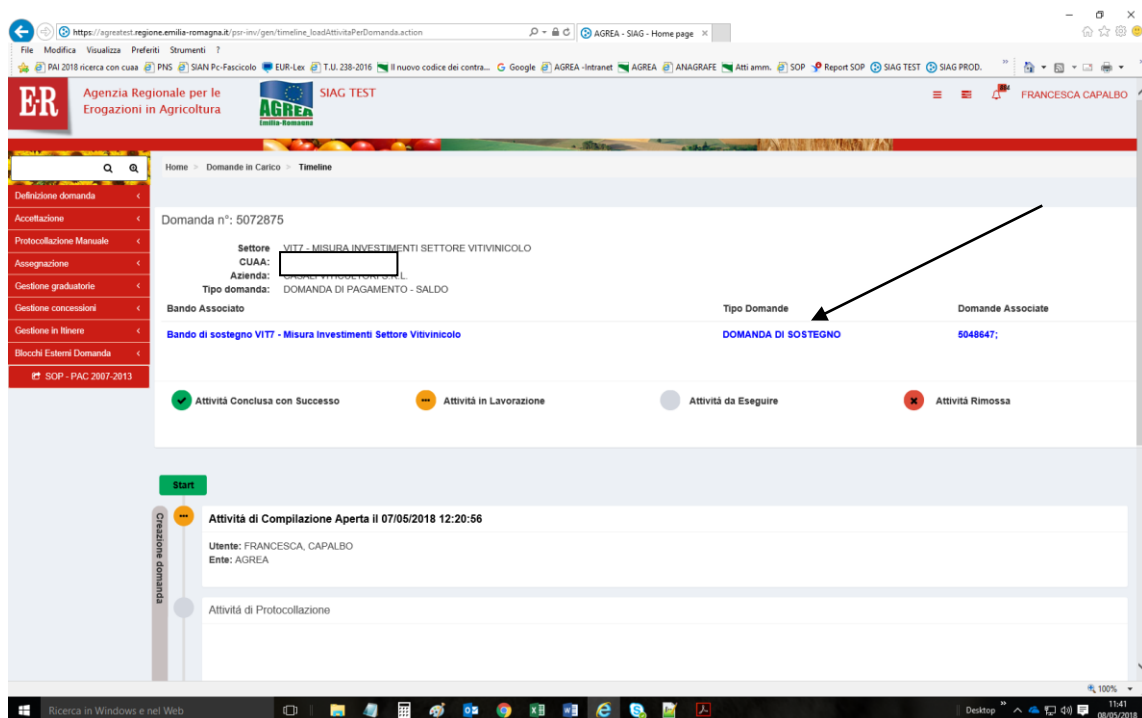 https://agreatest.regione.emilia-romagna.it/psr-inv/gen/timeline_loadAttivitaPerDomanda.action
AGREA - SIAG - Home page
File Modifica Visualizza Preferiti Strumenti ?
PAI 2018 ricerca con cuaa PNS SIAN Pc-Fascicolo EUR-Lex T.U. 238-2016 Il nuovo codice dei contra... Google AGREA -Intranet AGREA ANAGRAFE Atti amm. SOP Report SOP SIAG TEST SIAG PROD.
E·R Agenzia Regionale per le
Erogazioni in Agricoltura
AGREA
Emilia-Romagna
SIAG TEST
FRANCESCA CAPALBO
Home > Domande in Carico > Timeline
Definizione domanda
Accettazione
Protocollazione Manuale
Assegnazione
Gestione graduatorie
Gestione concessioni
Gestione in Itinere
Blocchi Esterni Domanda
SOP - PAC 2007-2013
Domanda n°: 5072875
Settore VIT7 - MISURA INVESTIMENTI SETTORE VITIVINICOLO
CUAA:
Azienda: CASALI VITICULTORI S.R.L.
Tipo domanda: DOMANDA DI PAGAMENTO - SALDO
Bando Associato Tipo Domande Domande Associate
Bando di sostegno VIT7 - Misura Investimenti Settore Vitivinicolo DOMANDA DI SOSTEGNO 5048647;
Attività Conclusa con Successo Attività in Lavorazione Attività da Eseguire Attività Rimossa
Start
Creazione domanda
Attività di Compilazione Aperta il 07/05/2018 12:20:56
Utente: FRANCESCA, CAPALBO
Ente: AGREA
Attività di Protocollazione
100%
Ricerca in Windows e nel Web
Desktop
11:41
08/05/2018